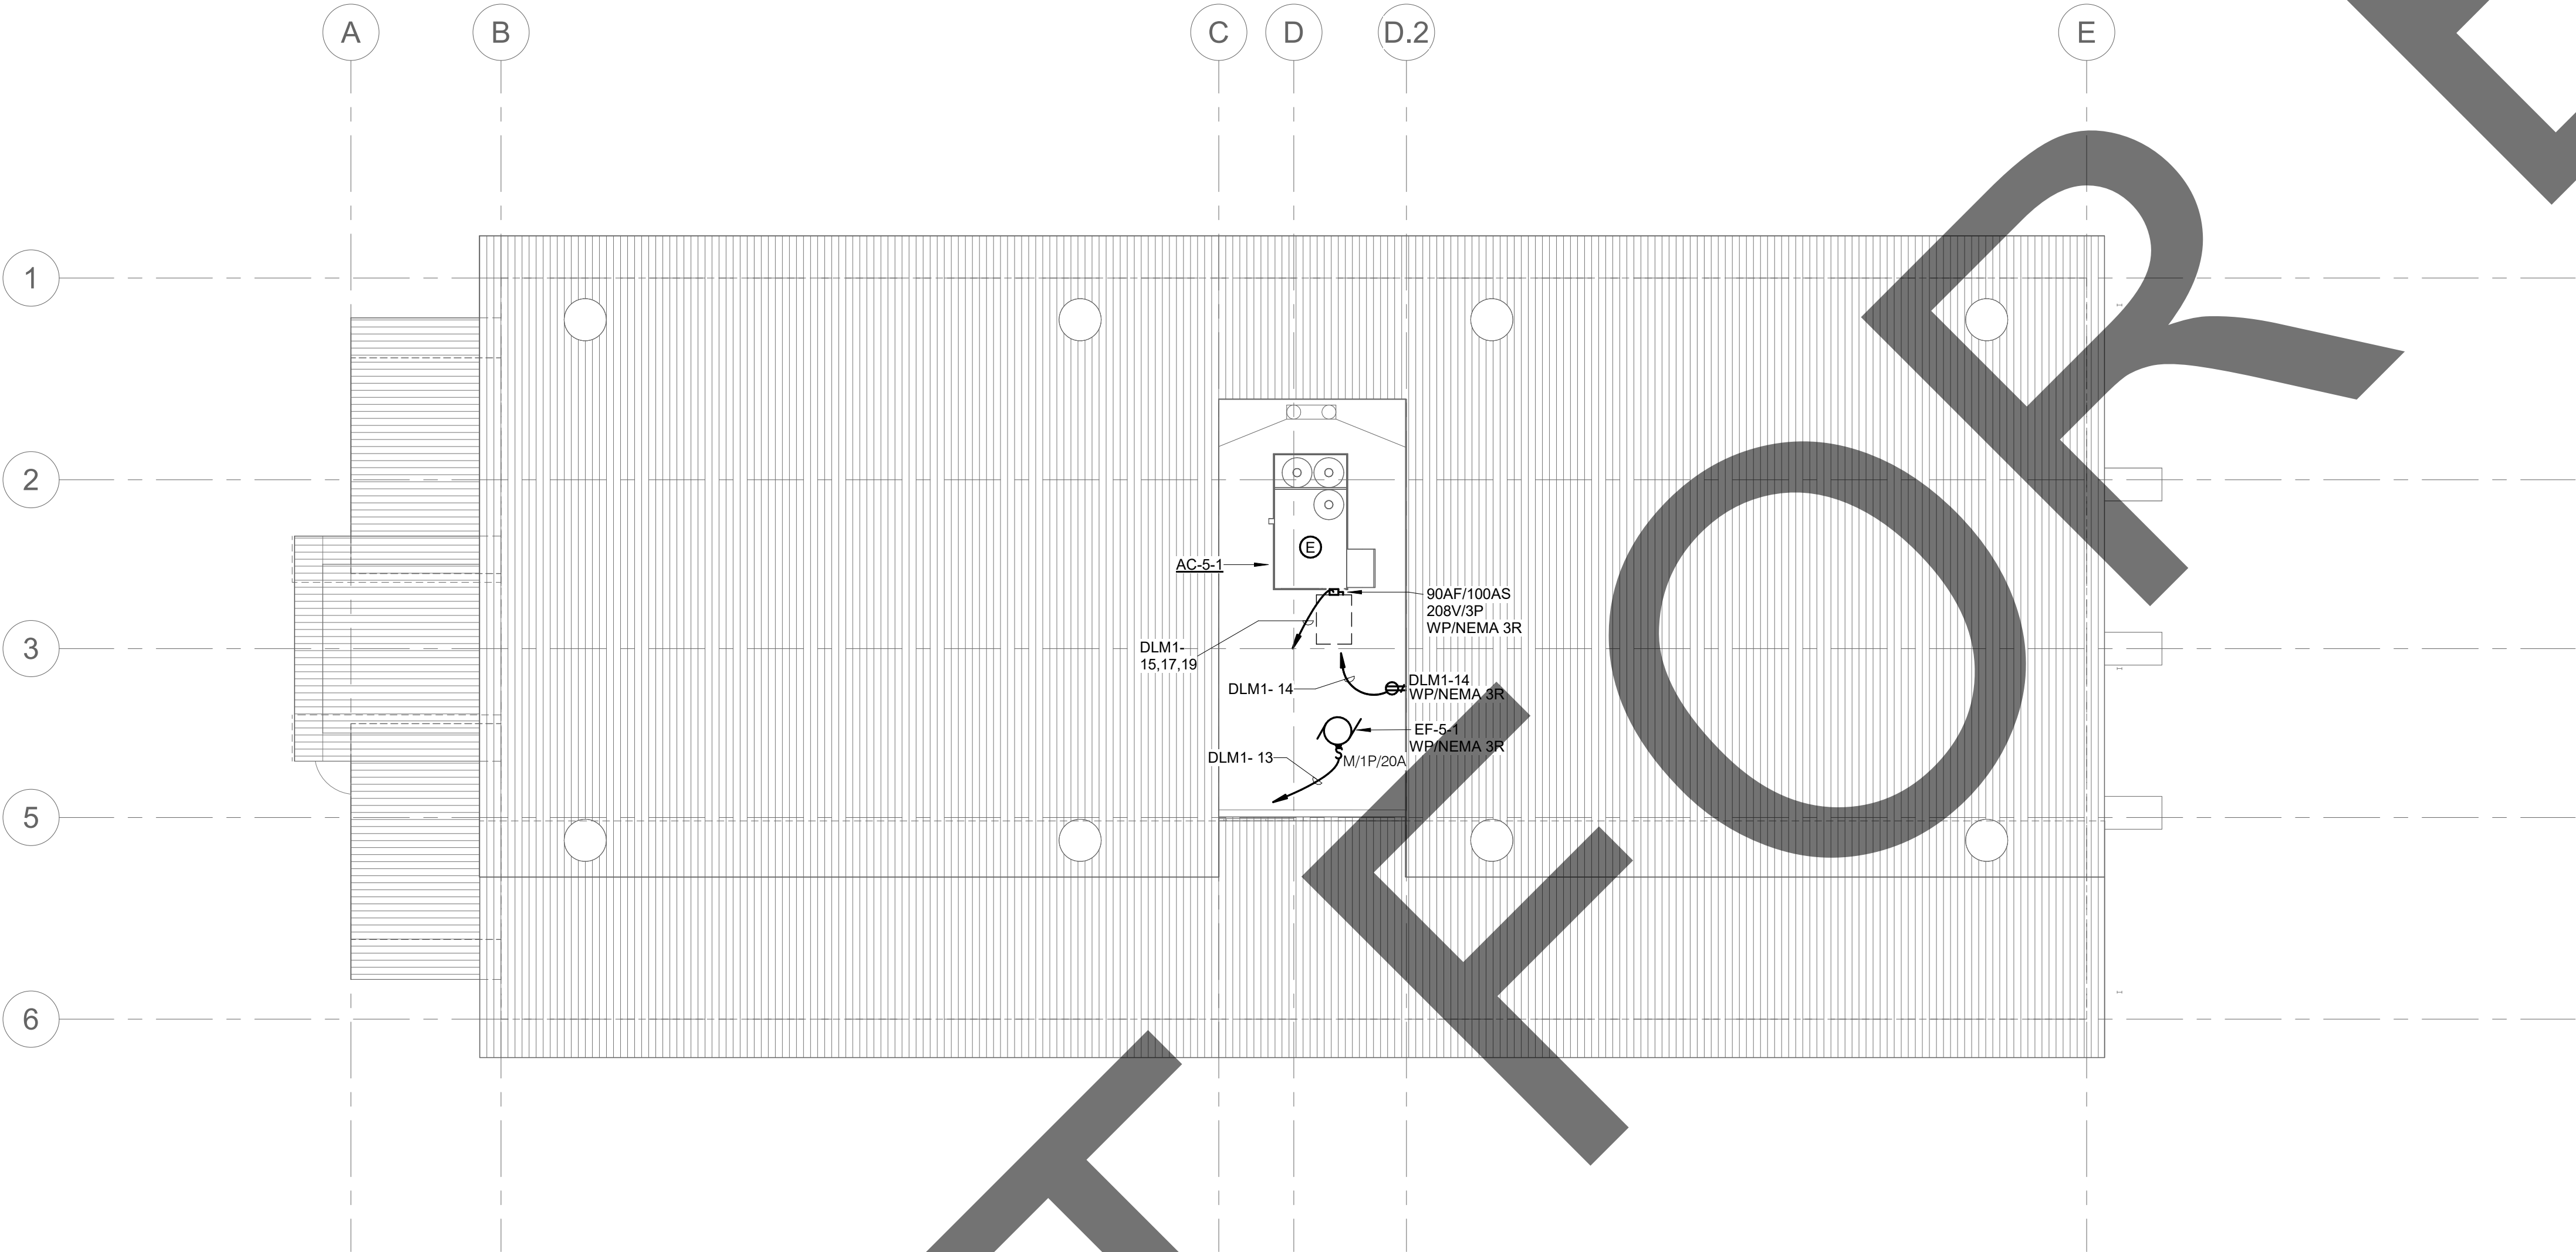 A
B
C
D
D.2
E
1
2
3
5
6
E
AC-5-1
90AF/100AS
208V/3P
WP/NEMA 3R
DLM1-
15,17,19
DLM1- 14
DLM1-14
WP/NEMA 3R
EF-5-1
WP/NEMA 3R
DLM1- 13
M/1P/20A
FOR